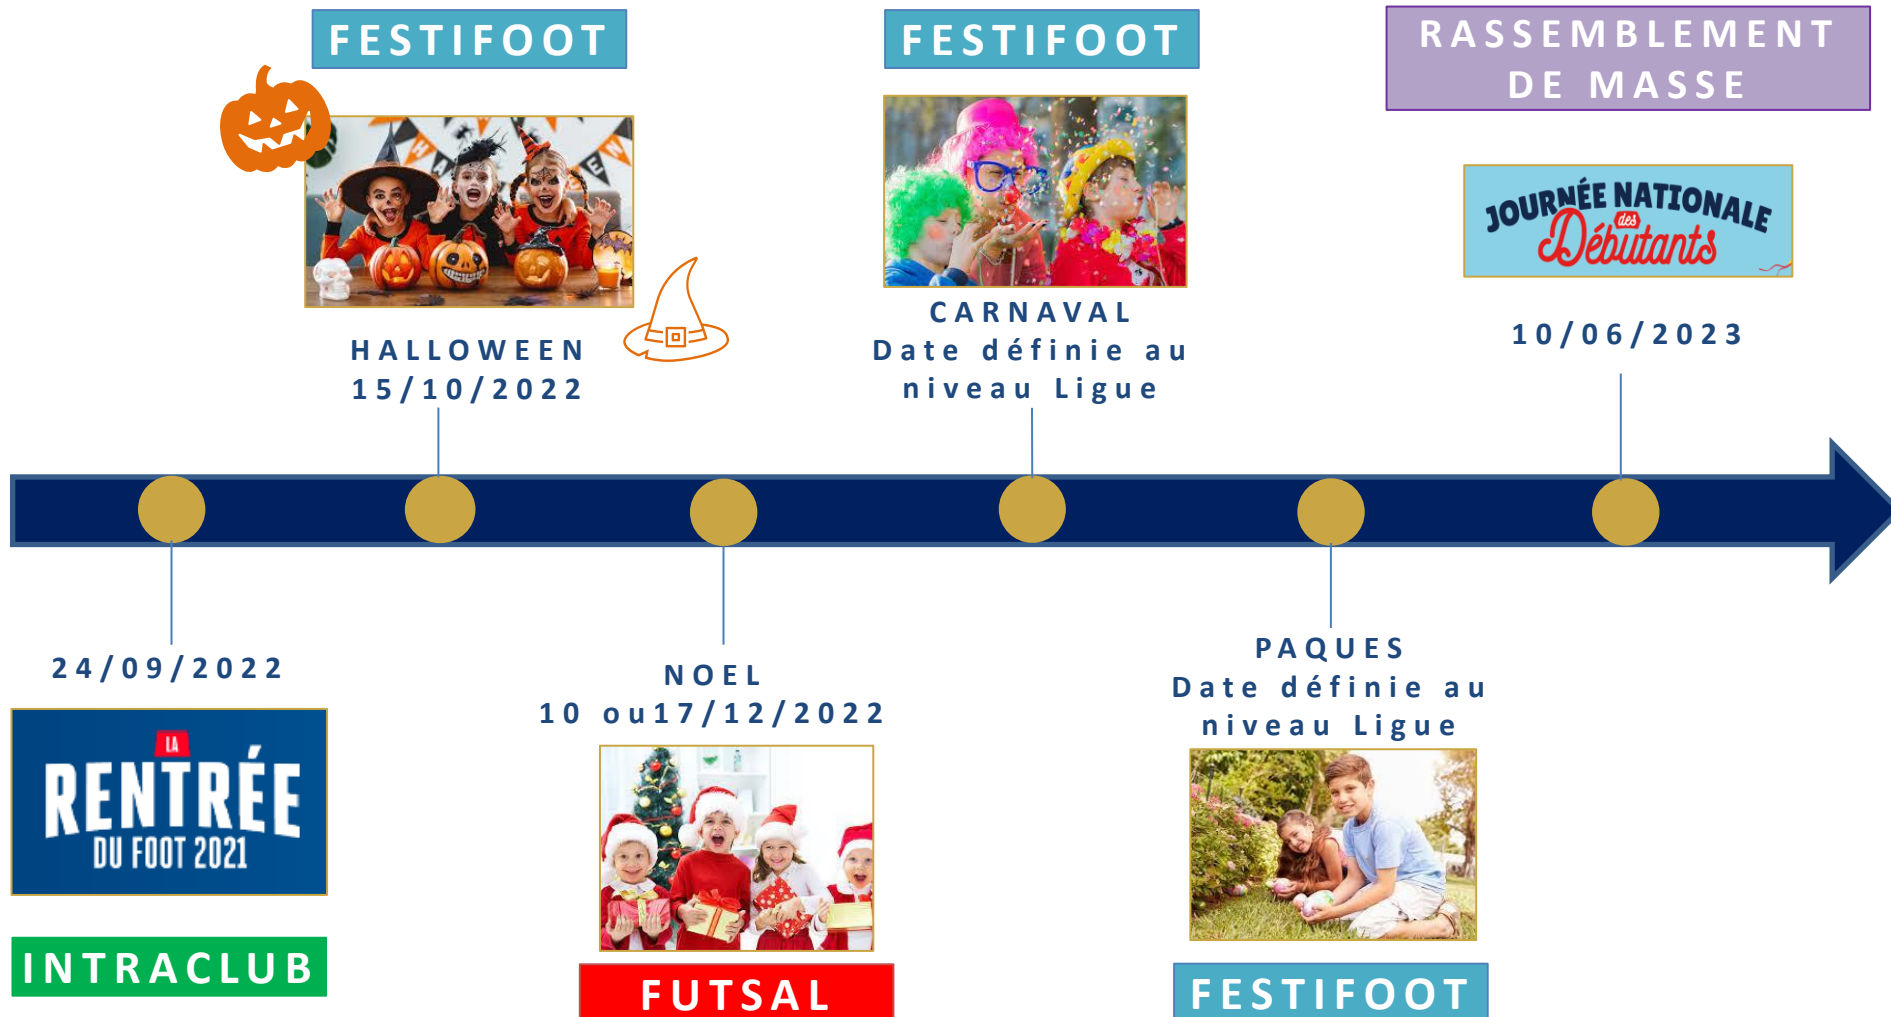 FESTIFOOT
FESTIFOOT
RASSEMBLEMENT
DE MASSE
JOURNÉE NATIONALE
des
Débutants
HALLOWEEN
15/10/2022
CARNAVAL
Date définie au
niveau Ligue
10/06/2023
24/09/2022
LA
RENTRÉE
DU FOOT 2021
INTRACLUB
NOEL
10 ou17/12/2022
FUTSAL
PAQUES
Date définie au
niveau Ligue
FESTIFOOT